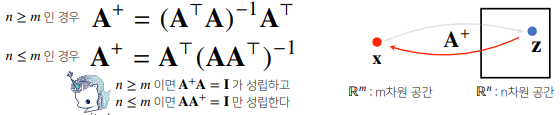 n ≥ m 인 경우 A⁺ = (A⊤A)⁻¹A⊤
n ≤ m 인 경우 A⁺ = A⊤(AA⊤)⁻¹
n ≥ m 이면 A⁺A = I 가 성립하고
n ≤ m 이면 AA⁺ = I 만 성립한다
A⁺
x
z
ℝᵐ : m차원 공간
ℝⁿ : n차원 공간